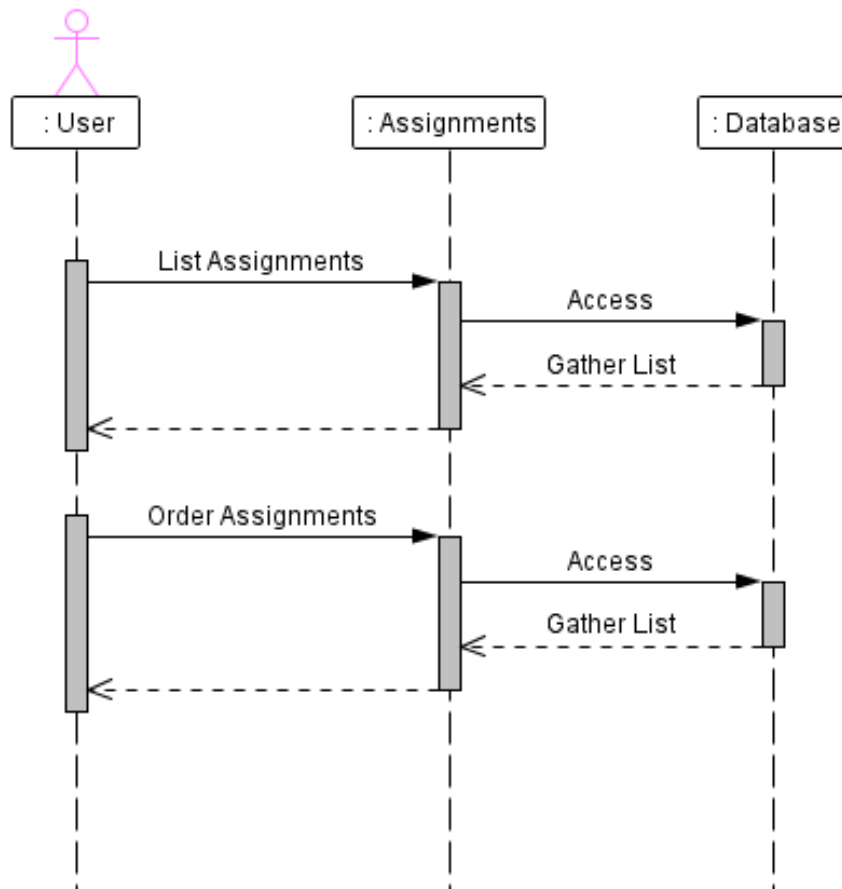 : User
: Assignments
: Database
List Assignments
Access
Gather List
Order Assignments
Access
Gather List